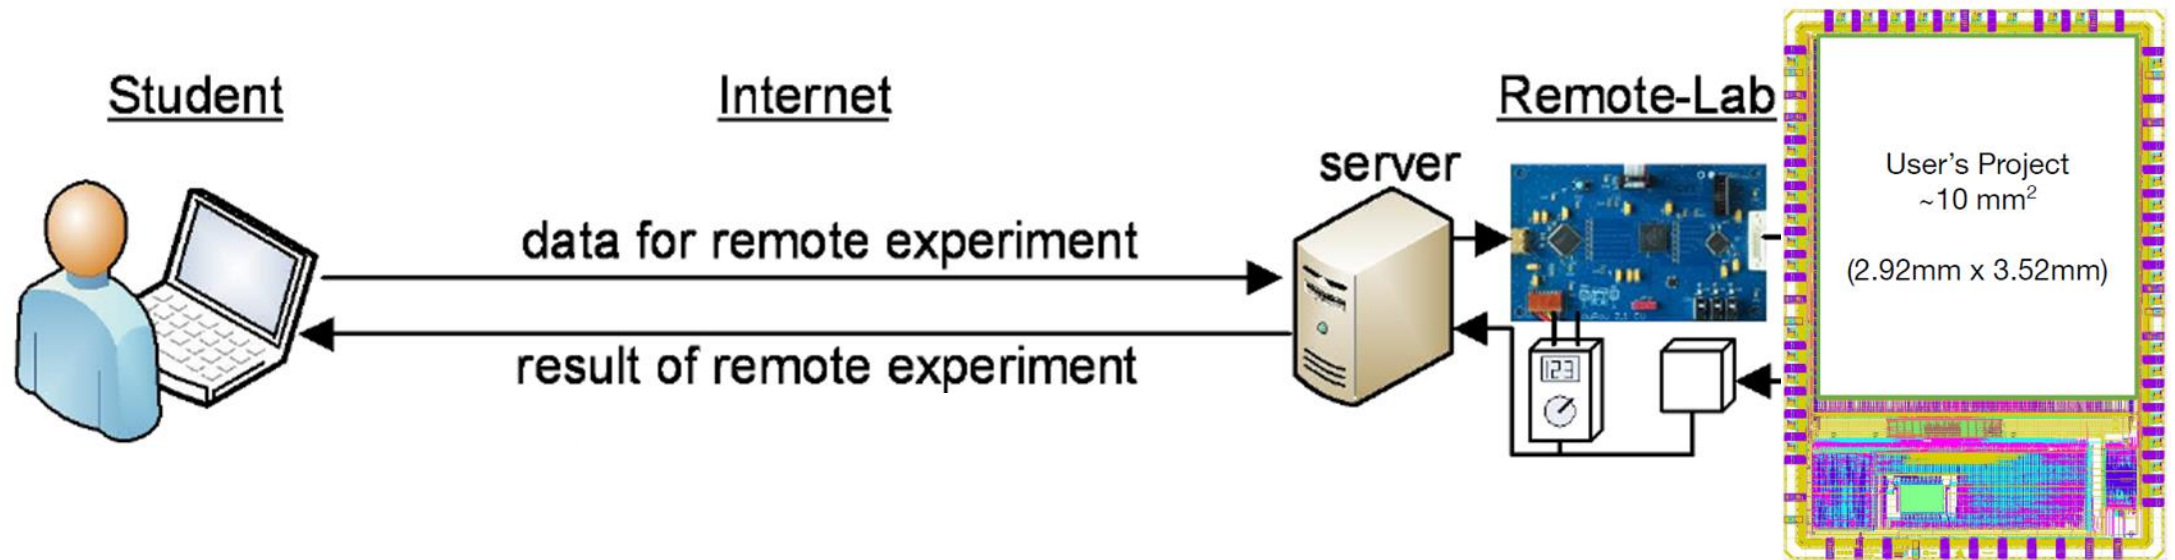 Student
Internet
Remote-Lab
server
data for remote experiment
result of remote experiment
123
User's Project
~10 mm²
(2.92mm x 3.52mm)